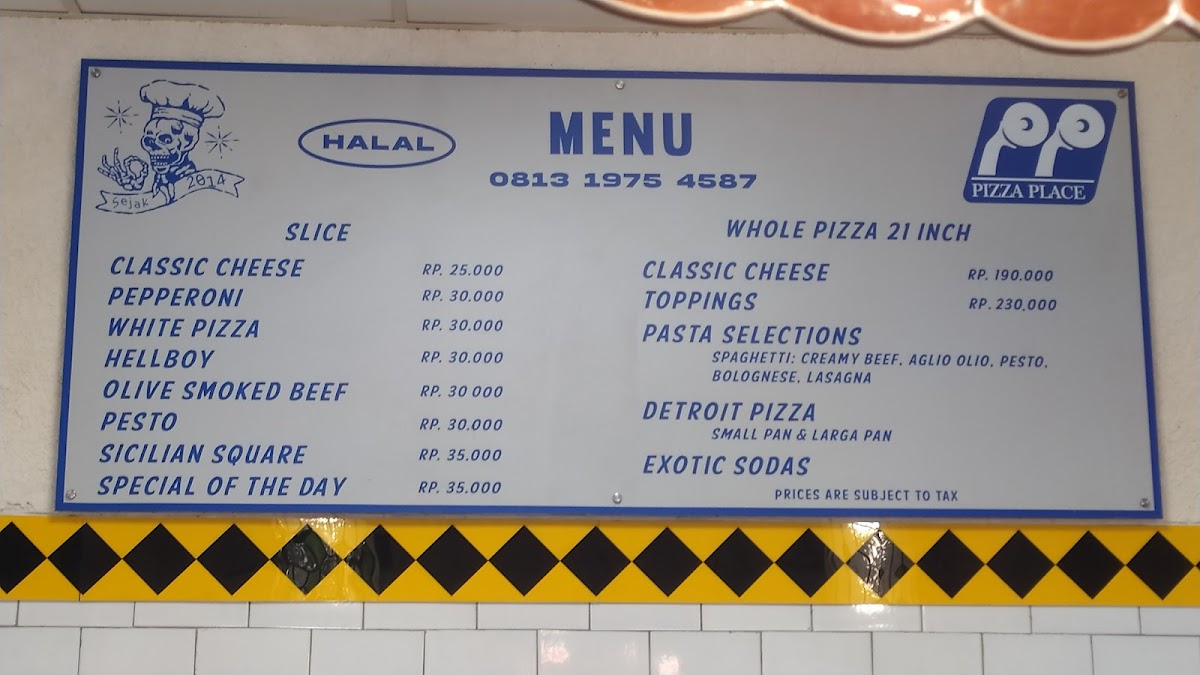 HALAL
MENU
0813 1975 4587
Sejak 2014
PP
PIZZA PLACE
SLICE
CLASSIC CHEESE RP. 25.000
PEPPERONI RP. 30.000
WHITE PIZZA RP. 30.000
HELLBOY RP. 30.000
OLIVE SMOKED BEEF RP. 30 000
PESTO RP. 30.000
SICILIAN SQUARE RP. 35.000
SPECIAL OF THE DAY RP. 35.000
WHOLE PIZZA 21 INCH
CLASSIC CHEESE RP. 190.000
TOPPINGS RP. 230.000
PASTA SELECTIONS
SPAGHETTI: CREAMY BEEF, AGLIO OLIO, PESTO,
BOLOGNESE, LASAGNA
DETROIT PIZZA
SMALL PAN & LARGA PAN
EXOTIC SODAS
PRICES ARE SUBJECT TO TAX